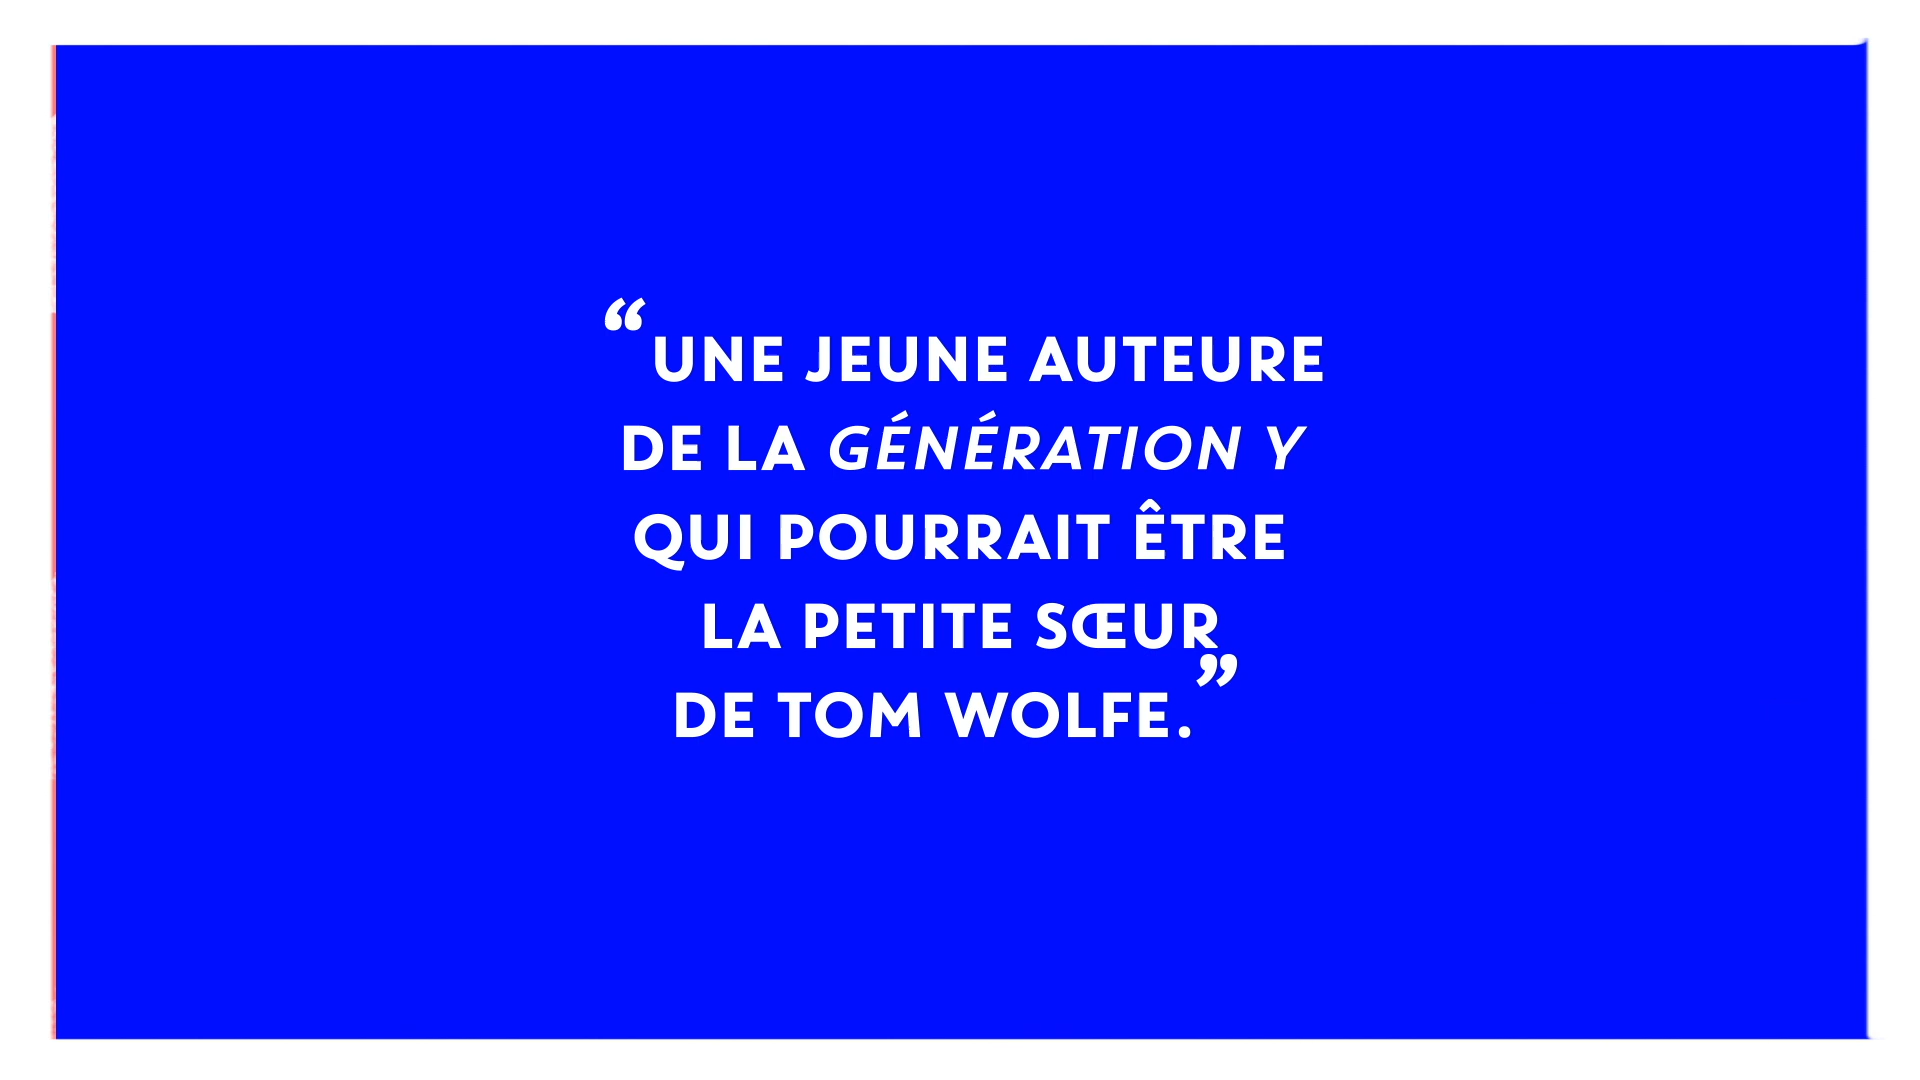 “UNE JEUNE AUTEURE
DE LA GÉNÉRATION Y
QUI POURRAIT ÊTRE
LA PETITE SŒUR
DE TOM WOLFE.”